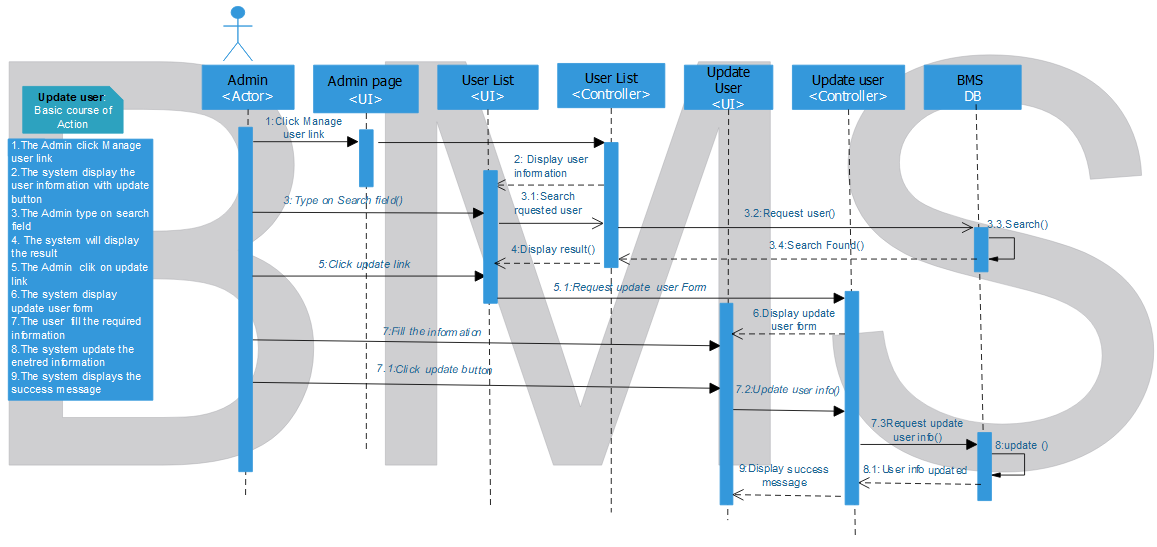 BMS
Admin
<Actor>
Admin page
<UI>
User List
<UI>
User List
<Controller>
Update
User
<UI>
Update user
<Controller>
BMS
DB
Update user:
Basic course of
Action
1.The Admin click Manage
user link
2.The system display the
user information with update
button
3.The Admin type on search
field
4. The system will display
the result
5.The Admin clik on update
link
6.The system display
update user form
7.The user fill the required
information
8.The system update the
enetred information
9.The system displays the
success message
1:Click Manage
user link
2: Display user
information
3:Type on Search field()
3.1:Search
rquested user
3.2:Request user()
3.3.Search()
3.4:Search Found()
4:Display result()
5:Click update link
5.1:Request update user Form
6.Display update
user form
7:Fill the information
7.1:Click update button
7.2:Update user info()
7.3Request update
user info()
8:update ()
8.1: User info updated
9:Display success
message